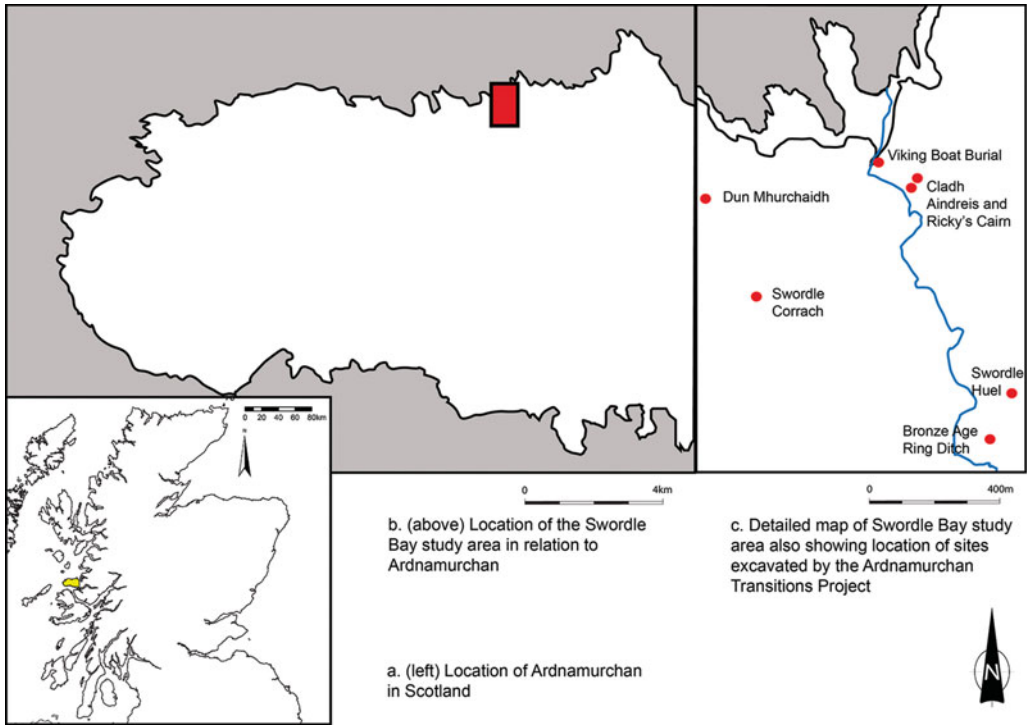 Viking Boat Burial
Dun Mhurchaidh
Cladh
Aindreis and
Ricky's Cairn
Swordle
Corrach
Swordle
Huel
Bronze Age
Ring Ditch
0 20 40 60 80km
N
0 4km
0 400m
b. (above) Location of the Swordle
Bay study area in relation to
Ardnamurchan
c. Detailed map of Swordle Bay study
area also showing location of sites
excavated by the Ardnamurchan
Transitions Project
a. (left) Location of Ardnamurchan
in Scotland
N